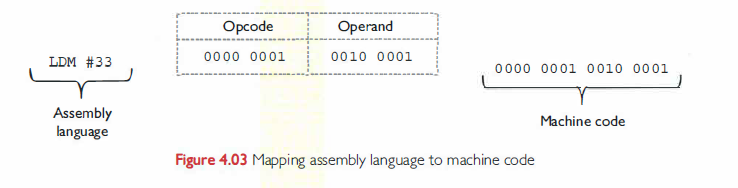 Opcode Operand
LDM #33
0000 0001 0010 0001
0000 0001 0010 0001
Assembly
language
Machine code
Figure 4.03 Mapping assembly language to machine code